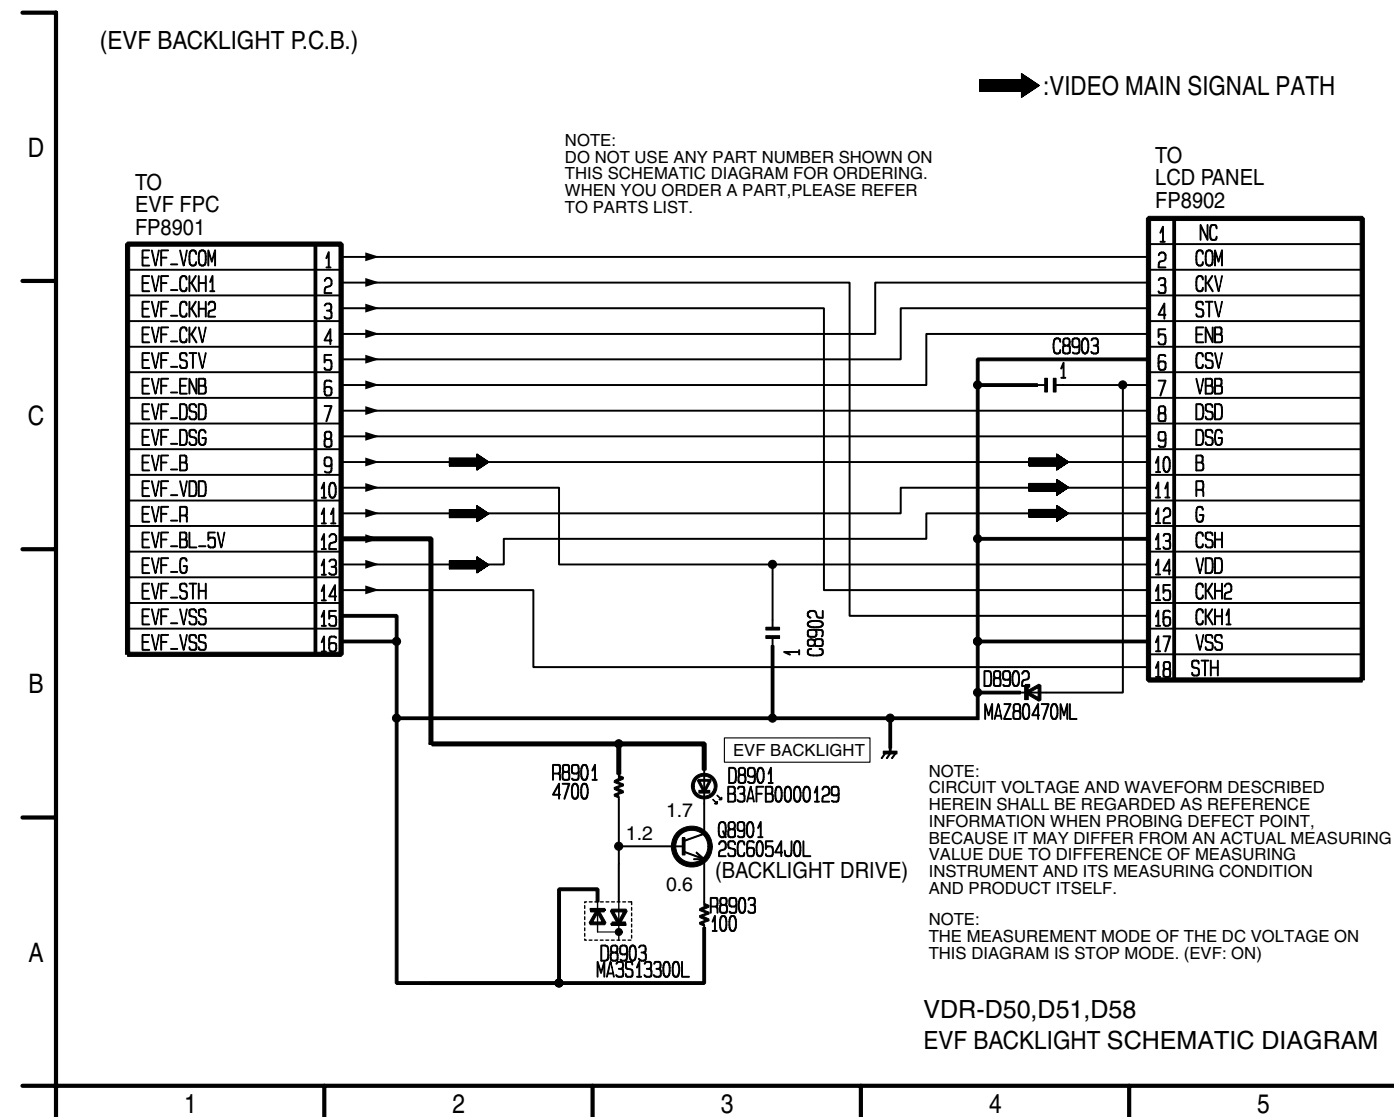 (EVF BACKLIGHT P.C.B.)
:VIDEO MAIN SIGNAL PATH
D
NOTE:
DO NOT USE ANY PART NUMBER SHOWN ON
THIS SCHEMATIC DIAGRAM FOR ORDERING.
WHEN YOU ORDER A PART,PLEASE REFER
TO PARTS LIST.
TO
EVF FPC
FP8901
EVF_VCOM 1
EVF_CKH1 2
EVF_CKH2 3
EVF_CKV 4
EVF_STV 5
EVF_ENB 6
EVF_DSD 7
EVF_DSG 8
EVF_B 9
EVF_VDD 10
EVF_R 11
EVF_BL_5V 12
EVF_G 13
EVF_STH 14
EVF_VSS 15
EVF_VSS 16
TO
LCD PANEL
FP8902
1 NC
2 COM
3 CKV
4 STV
5 ENB
6 CSV
7 VBB
8 DSD
9 DSG
10 B
11 R
12 G
13 CSH
14 VDD
15 CKH2
16 CKH1
17 VSS
18 STH
C8903
1
C
1
C8902
B
D8902
MAZ80470ML
EVF BACKLIGHT
R8901
4700
D8901
B3AFB0000129
1.7
1.2
Q8901
2SC6054J0L
(BACKLIGHT DRIVE)
0.6
R8903
100
D8903
MA3S13300L
A
NOTE:
CIRCUIT VOLTAGE AND WAVEFORM DESCRIBED
HEREIN SHALL BE REGARDED AS REFERENCE
INFORMATION WHEN PROBING DEFECT POINT,
BECAUSE IT MAY DIFFER FROM AN ACTUAL MEASURING
VALUE DUE TO DIFFERENCE OF MEASURING
INSTRUMENT AND ITS MEASURING CONDITION
AND PRODUCT ITSELF.
NOTE:
THE MEASUREMENT MODE OF THE DC VOLTAGE ON
THIS DIAGRAM IS STOP MODE. (EVF: ON)
VDR-D50,D51,D58
EVF BACKLIGHT SCHEMATIC DIAGRAM
1 2 3 4 5